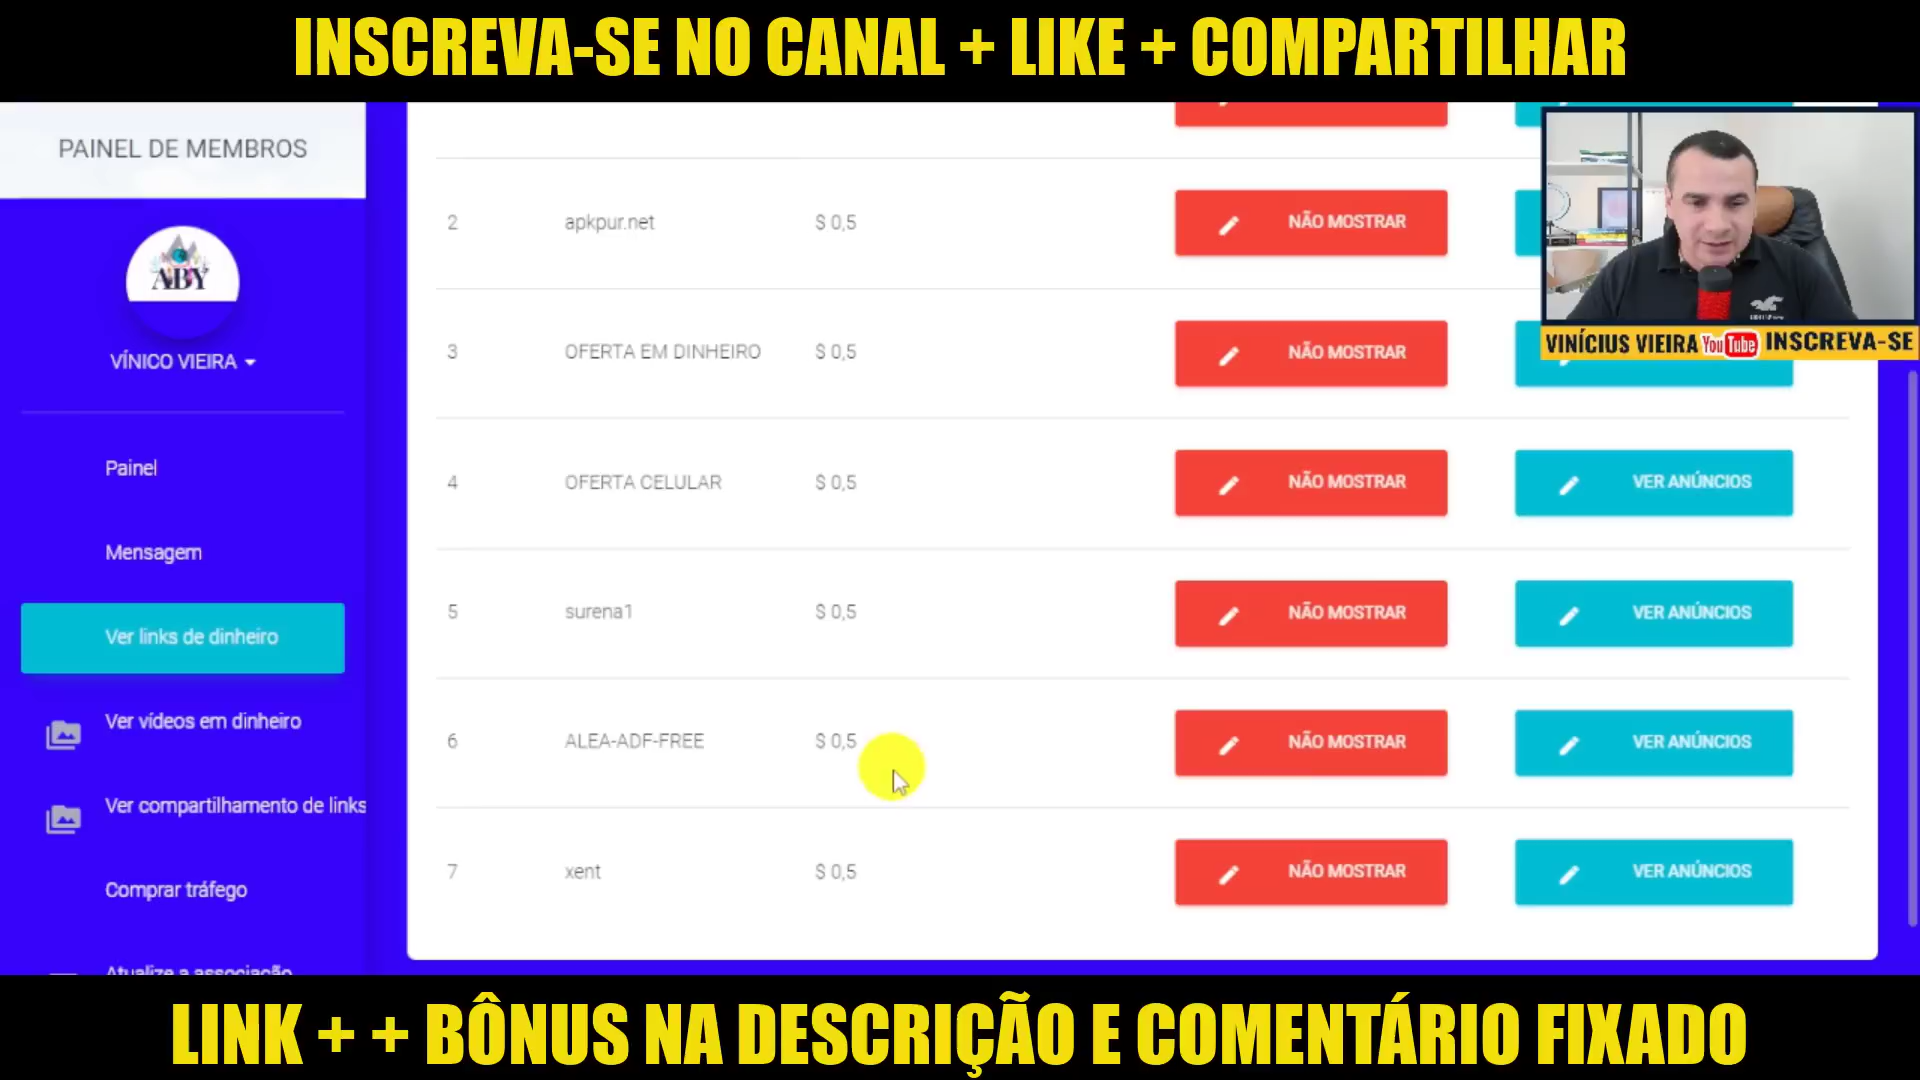 INSCREVA-SE NO CANAL + LIKE + COMPARTILHAR
PAINEL DE MEMBROS
ABY
VÍNICO VIEIRA
Painel
Mensagem
Ver links de dinheiro
Ver vídeos em dinheiro
Ver compartilhamento de links
Comprar tráfego
Atualize a associação
2 apkpur.net $ 0,5 NÃO MOSTRAR
3 OFERTA EM DINHEIRO $ 0,5 NÃO MOSTRAR
4 OFERTA CELULAR $ 0,5 NÃO MOSTRAR VER ANÚNCIOS
5 surena1 $ 0,5 NÃO MOSTRAR VER ANÚNCIOS
6 ALEA-ADF-FREE $ 0,5 NÃO MOSTRAR VER ANÚNCIOS
7 xent $ 0,5 NÃO MOSTRAR VER ANÚNCIOS
VINÍCIUS VIEIRA YouTube INSCREVA-SE
LINK + + BÔNUS NA DESCRIÇÃO E COMENTÁRIO FIXADO